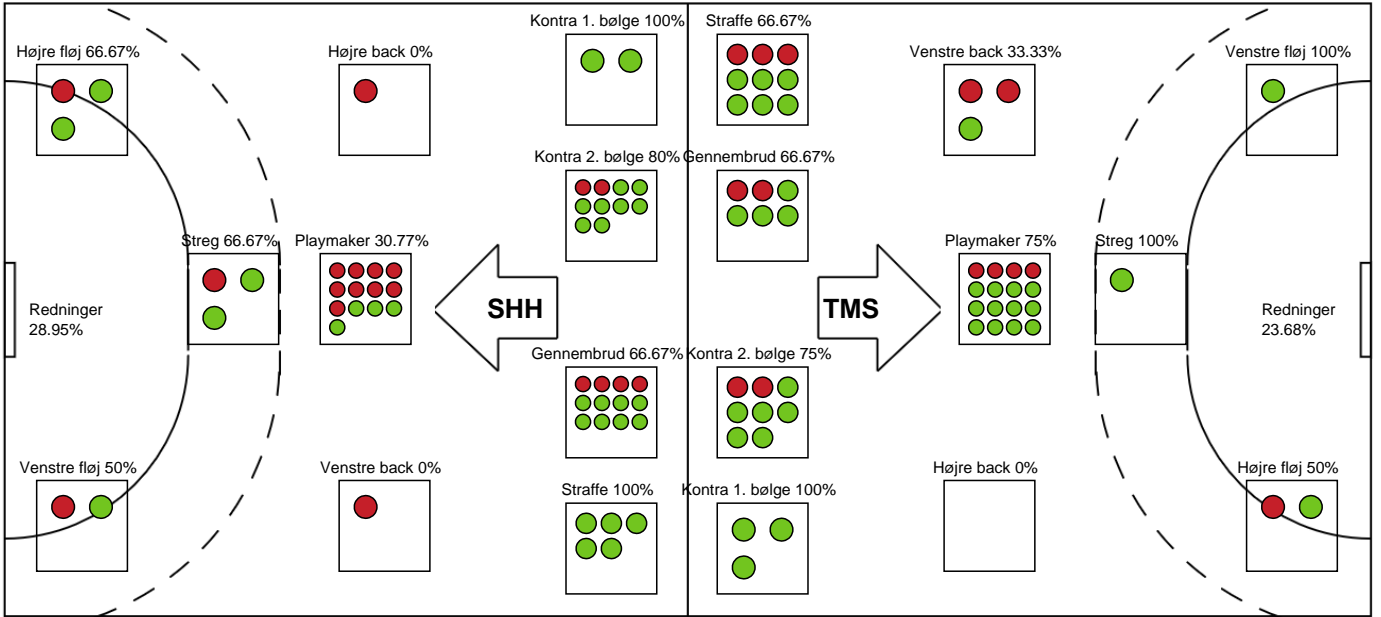 Kontra 1. bølge 100%
Straffe 66.67%
Højre fløj 66.67%
Højre back 0%
Venstre back 33.33%
Venstre fløj 100%
Kontra 2. bølge 80%
Gennembrud 66.67%
Streg 66.67%
Playmaker 30.77%
Playmaker 75%
Streg 100%
Redninger
28.95%
SHH
TMS
Redninger
23.68%
Gennembrud 66.67%
Kontra 2. bølge 75%
Venstre fløj 50%
Venstre back 0%
Straffe 100%
Kontra 1. bølge 100%
Højre back 0%
Højre fløj 50%